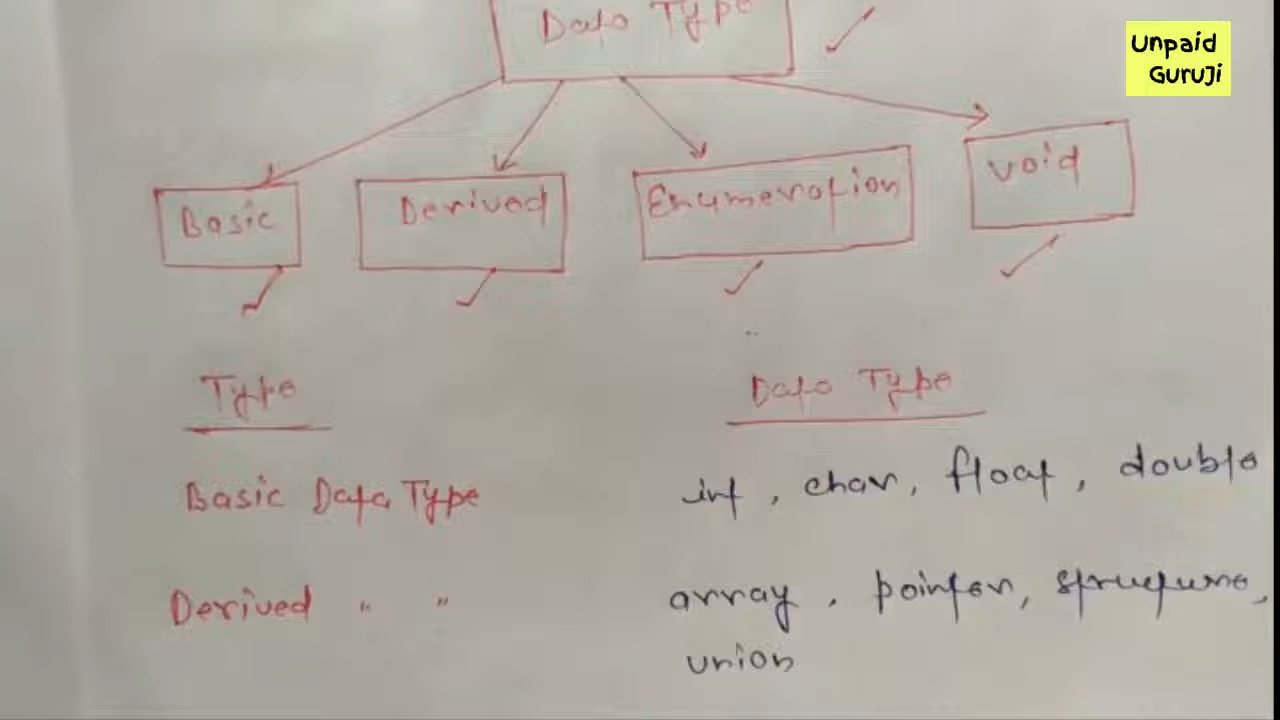 Data Type
Unpaid
Guruji
Basic
Derived
Enumeration
Void
Type
Data Type
Basic Data Type
int, char, float, double
Derived " "
array, pointer, structure,
union